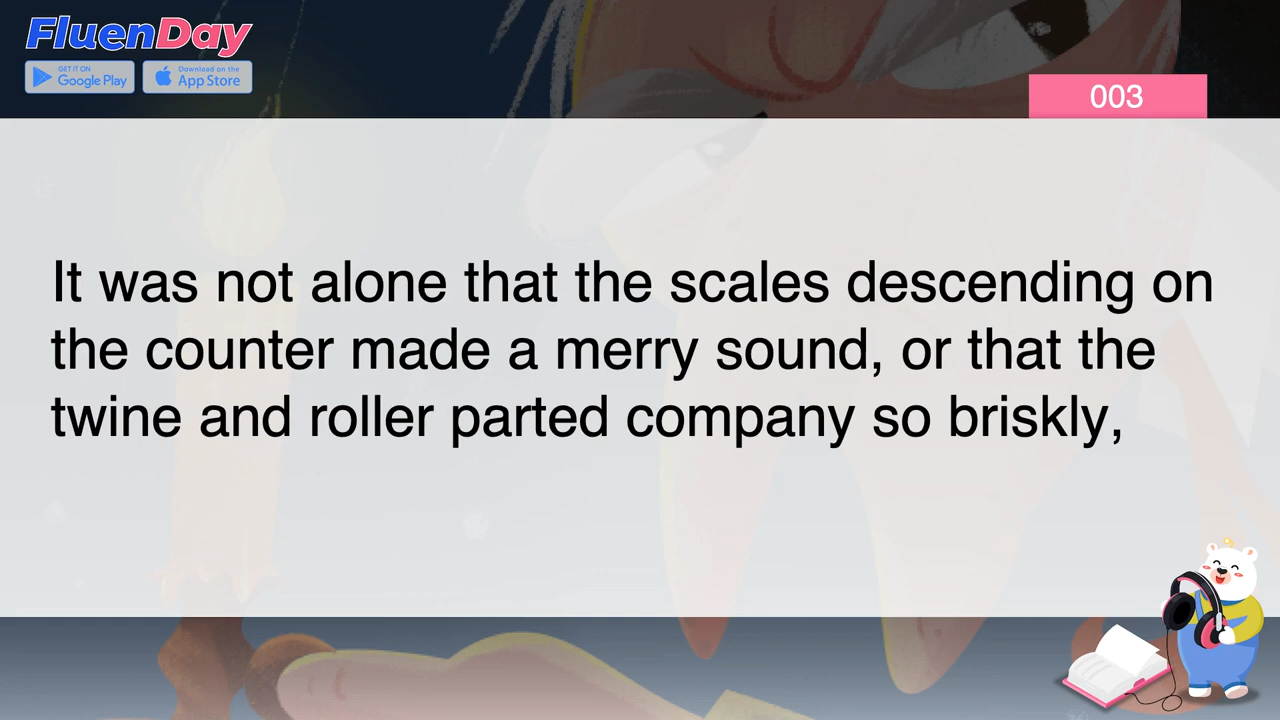 FluenDay
GET IT ON
Google Play
Download on the
App Store
003
It was not alone that the scales descending on
the counter made a merry sound, or that the
twine and roller parted company so briskly,